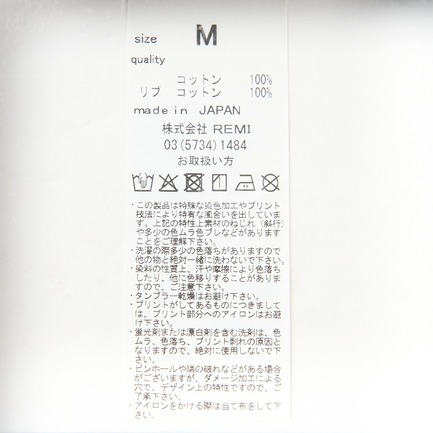 size M
quality
コットン 100%
リブ コットン 100%
made in JAPAN
株式会社 REMI
03(5734)1484
お取扱い方
・この製品は特殊な染色加工やプリント
技法により特有な風合いを出していま
す。上記の特性上素材のねじれ(斜行)
や多少の色ムラ色ブレなどがあります
ことをご理解下さい。
・洗濯の際多少の色落ちがありますので
他の物と絶対一緒に洗わないで下さい。
・染料の性質上、汗や摩擦により色落ち
したり、他に色移りすることがありま
すので、ご注意下さい。
・タンブラー乾燥はお避け下さい。
・プリントがしてあるものにつきまして
は、プリント部分へのアイロンはお避
け下さい。
・蛍光剤または漂白剤を含む洗剤は、色
ムラ、色落ち、プリント剥れの原因と
なりますので、絶対に使用しないで下
さい。
・ピンホールや端の破れなどがある場合
がございますが、ダメージ加工による
穴で、デザイン上の特性ですので、ご
了承下さい。
・アイロンをかける際は当て布をして下
さい。